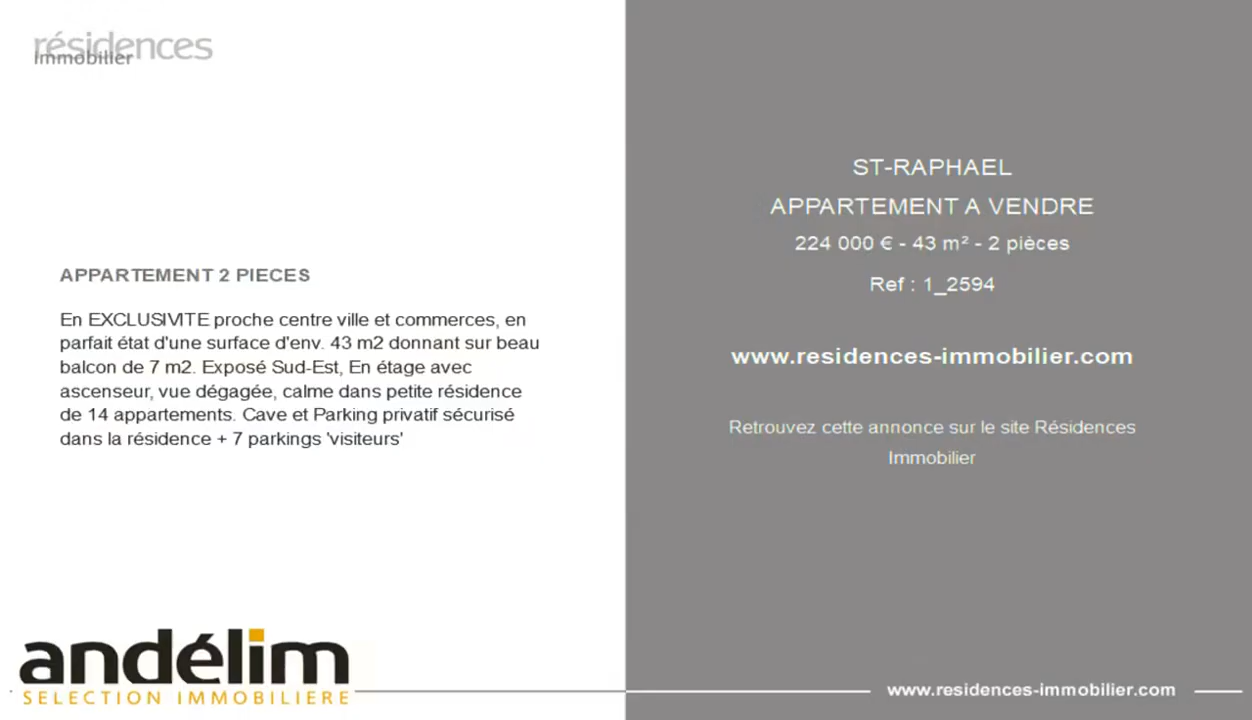 résidences
Immobilier
APPARTEMENT 2 PIECES
En EXCLUSIVITE proche centre ville et commerces, en
parfait état d'une surface d'env. 43 m2 donnant sur beau
balcon de 7 m2. Exposé Sud-Est, En étage avec
ascenseur, vue dégagée, calme dans petite résidence
de 14 appartements. Cave et Parking privatif sécurisé
dans la résidence + 7 parkings 'visiteurs'
andélim
SELECTION IMMOBILIERE
ST-RAPHAEL
APPARTEMENT A VENDRE
224 000 € - 43 m² - 2 pièces
Ref : 1_2594
www.residences-immobilier.com
Retrouvez cette annonce sur le site Résidences
Immobilier
www.residences-immobilier.com